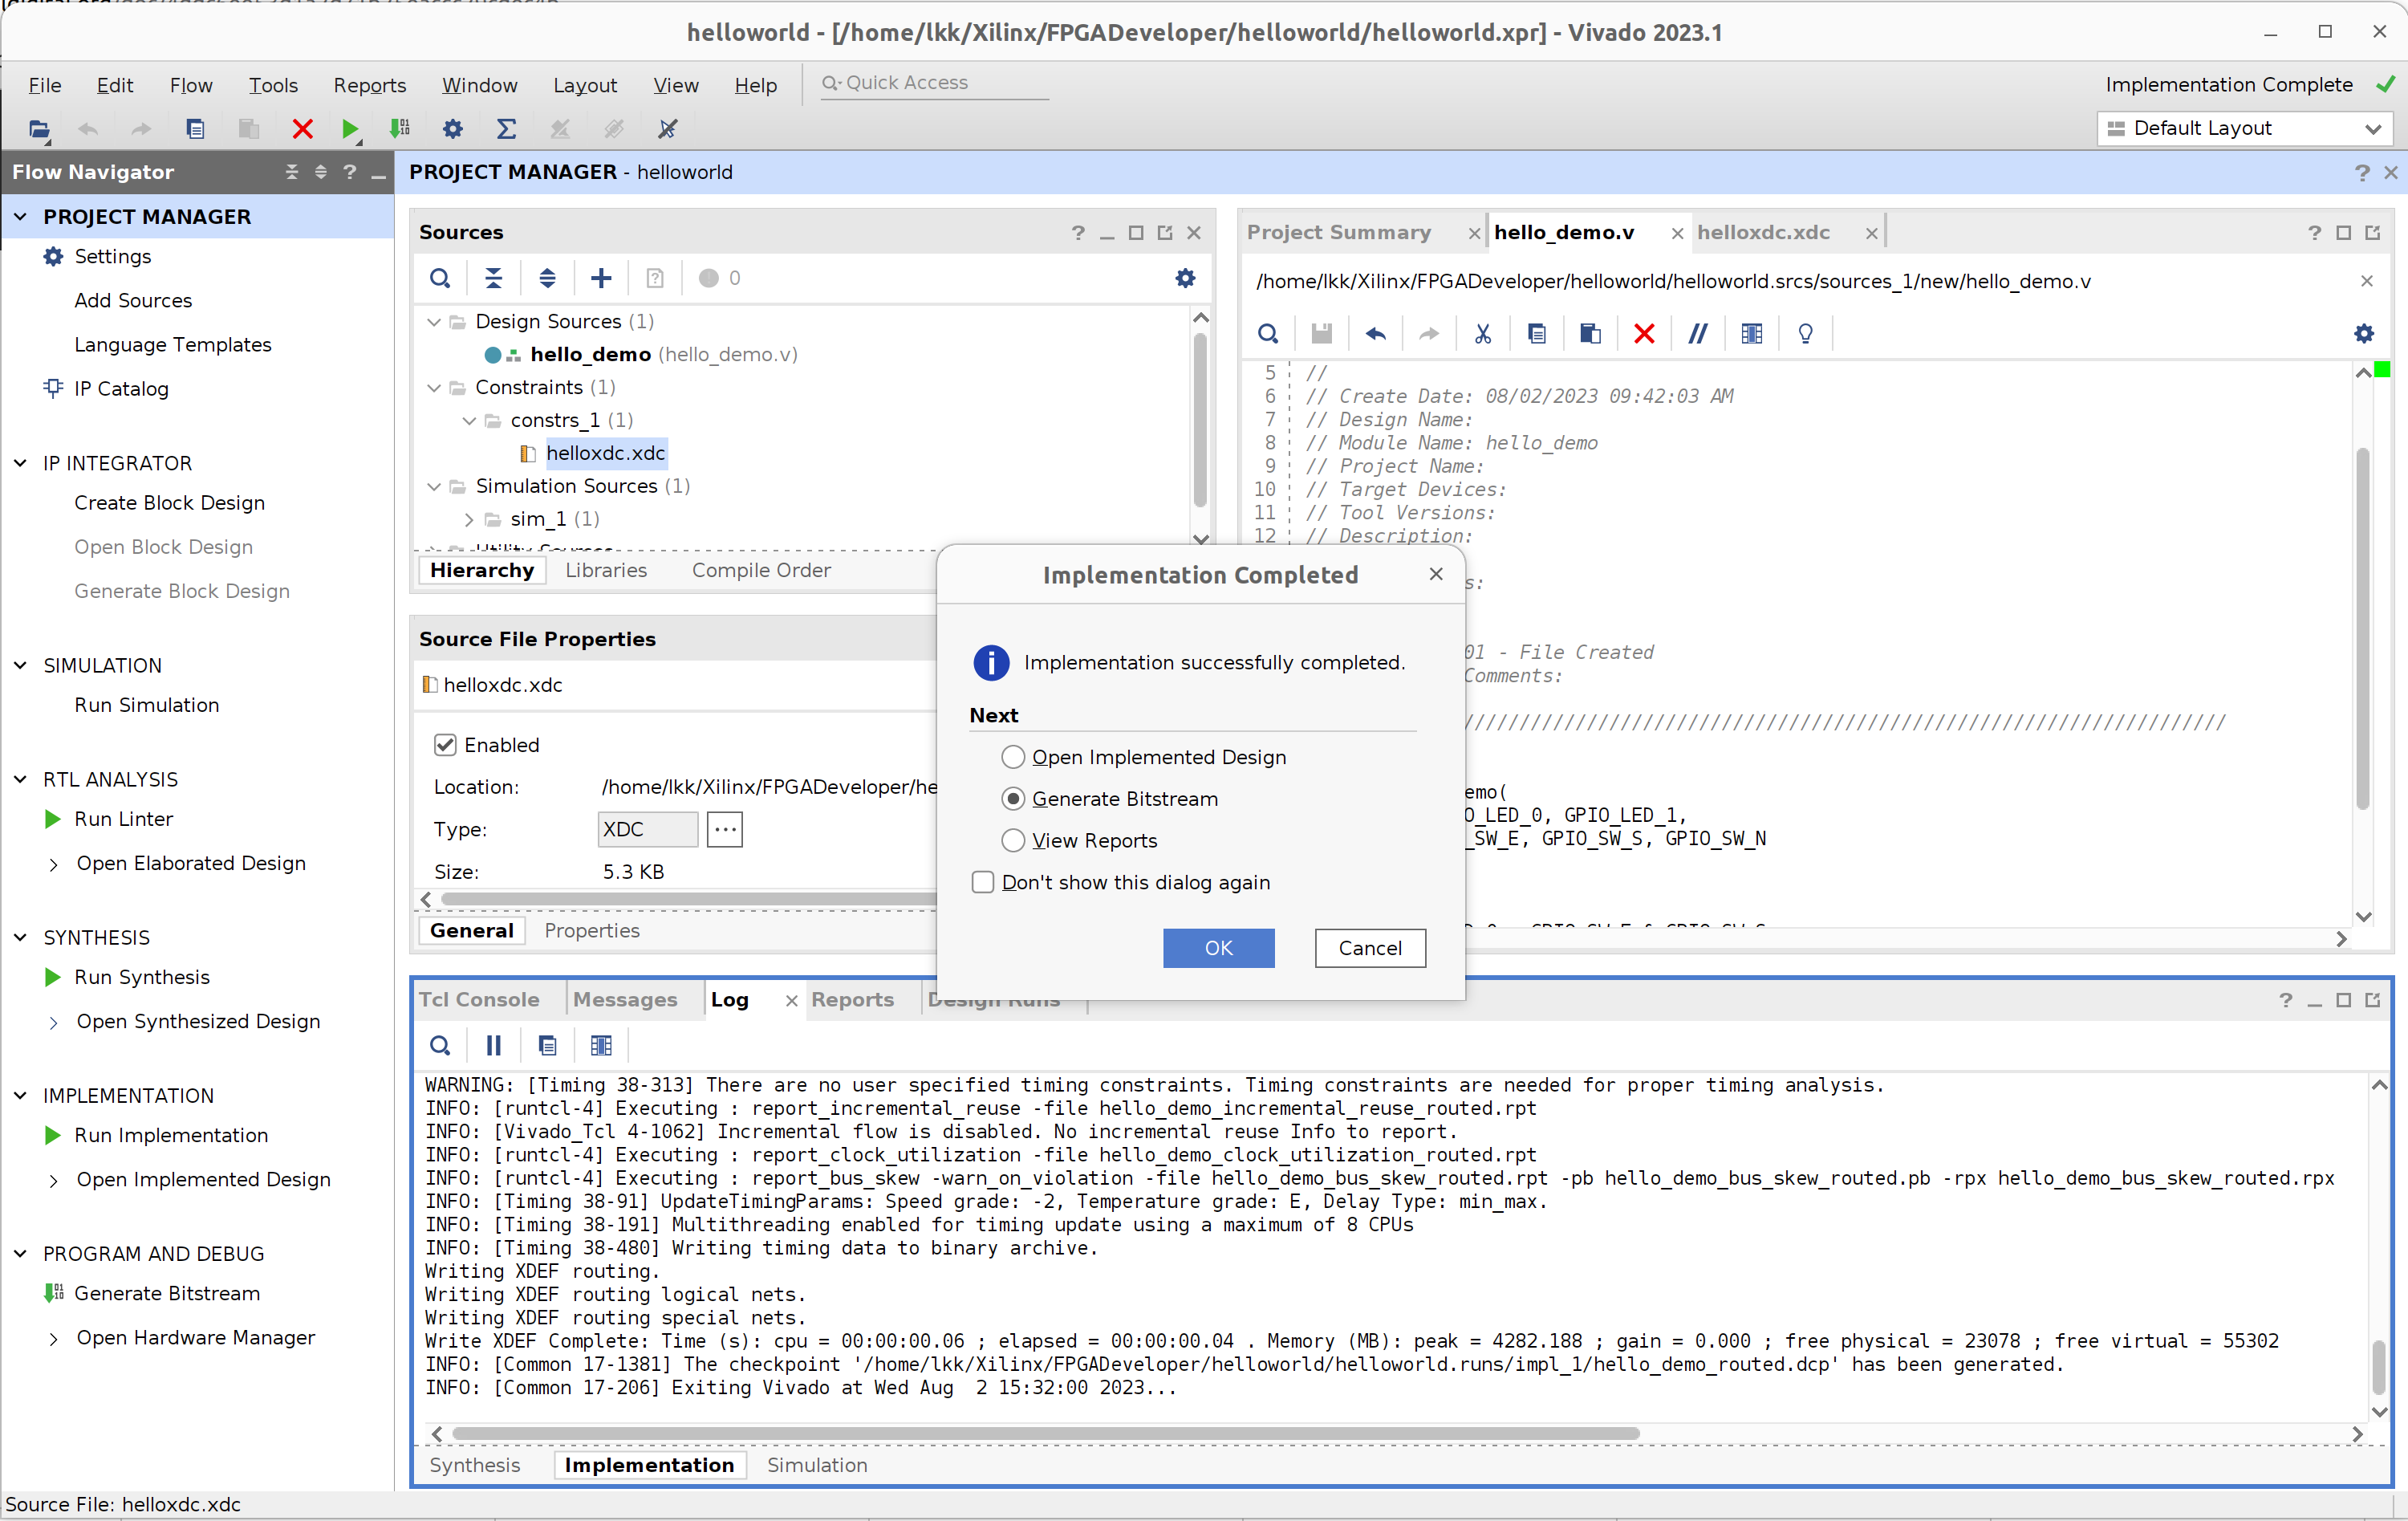 helloworld - [/home/lkk/Xilinx/FPGADeveloper/helloworld/helloworld.xpr] - Vivado 2023.1
File Edit Flow Tools Reports Window Layout View Help Quick Access Implementation Complete
Default Layout
Flow Navigator
PROJECT MANAGER
Settings
Add Sources
Language Templates
IP Catalog
IP INTEGRATOR
Create Block Design
Open Block Design
Generate Block Design
SIMULATION
Run Simulation
RTL ANALYSIS
Run Linter
Open Elaborated Design
SYNTHESIS
Run Synthesis
Open Synthesized Design
IMPLEMENTATION
Run Implementation
Open Implemented Design
PROGRAM AND DEBUG
Generate Bitstream
Open Hardware Manager
PROJECT MANAGER - helloworld
Sources
0
Design Sources (1)
hello_demo (hello_demo.v)
Constraints (1)
constrs_1 (1)
helloxdc.xdc
Simulation Sources (1)
sim_1 (1)
Utility Sources
Hierarchy Libraries Compile Order
Source File Properties
helloxdc.xdc
Enabled
Location: /home/lkk/Xilinx/FPGADeveloper/he
Type: XDC
Size: 5.3 KB
General Properties
Project Summary hello_demo.v helloxdc.xdc
/home/lkk/Xilinx/FPGADeveloper/helloworld/helloworld.srcs/sources_1/new/hello_demo.v
5 //
6 // Create Date: 08/02/2023 09:42:03 AM
7 // Design Name:
8 // Module Name: hello_demo
9 // Project Name:
10 // Target Devices:
11 // Tool Versions:
12 // Description:
s:
01 - File Created
Comments:
//////////////////////////////////////////////////////////////////
emo(
O_LED_0, GPIO_LED_1,
_SW_E, GPIO_SW_S, GPIO_SW_N
Implementation Completed
Implementation successfully completed.
Next
Open Implemented Design
Generate Bitstream
View Reports
Don't show this dialog again
OK Cancel
Tcl Console Messages Log Reports Design Runs
WARNING: [Timing 38-313] There are no user specified timing constraints. Timing constraints are needed for proper timing analysis.
INFO: [runtcl-4] Executing : report_incremental_reuse -file hello_demo_incremental_reuse_routed.rpt
INFO: [Vivado_Tcl 4-1062] Incremental flow is disabled. No incremental reuse Info to report.
INFO: [runtcl-4] Executing : report_clock_utilization -file hello_demo_clock_utilization_routed.rpt
INFO: [runtcl-4] Executing : report_bus_skew -warn_on_violation -file hello_demo_bus_skew_routed.rpt -pb hello_demo_bus_skew_routed.pb -rpx hello_demo_bus_skew_routed.rpx
INFO: [Timing 38-91] UpdateTimingParams: Speed grade: -2, Temperature grade: E, Delay Type: min_max.
INFO: [Timing 38-191] Multithreading enabled for timing update using a maximum of 8 CPUs
INFO: [Timing 38-480] Writing timing data to binary archive.
Writing XDEF routing.
Writing XDEF routing logical nets.
Writing XDEF routing special nets.
Write XDEF Complete: Time (s): cpu = 00:00:00.06 ; elapsed = 00:00:00.04 . Memory (MB): peak = 4282.188 ; gain = 0.000 ; free physical = 23078 ; free virtual = 55302
INFO: [Common 17-1381] The checkpoint '/home/lkk/Xilinx/FPGADeveloper/helloworld/helloworld.runs/impl_1/hello_demo_routed.dcp' has been generated.
INFO: [Common 17-206] Exiting Vivado at Wed Aug  2 15:32:00 2023...
Synthesis Implementation Simulation
Source File: helloxdc.xdc